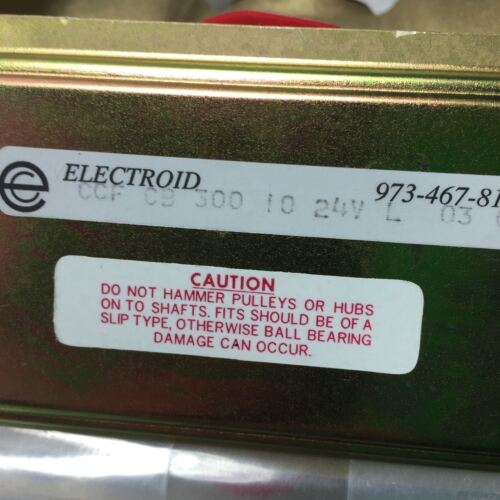 ELECTROID 973-467-81
CCF CB 300 10 24V L 03
CAUTION
DO NOT HAMMER PULLEYS OR HUBS
ON TO SHAFTS. FITS SHOULD BE OF A
SLIP TYPE, OTHERWISE BALL BEARING
DAMAGE CAN OCCUR.